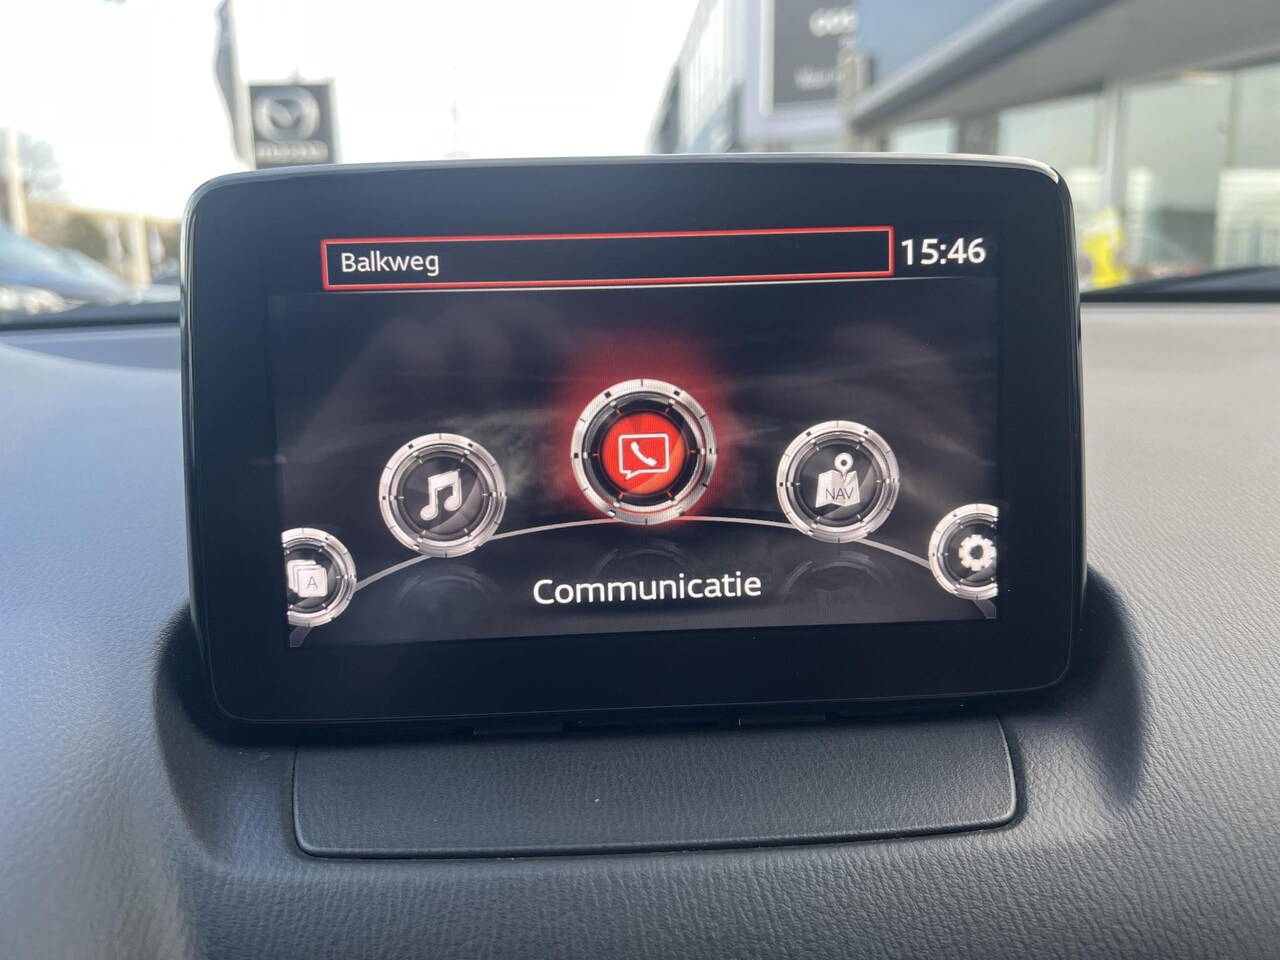 Balkweg
15:46
NAV
A
Communicatie